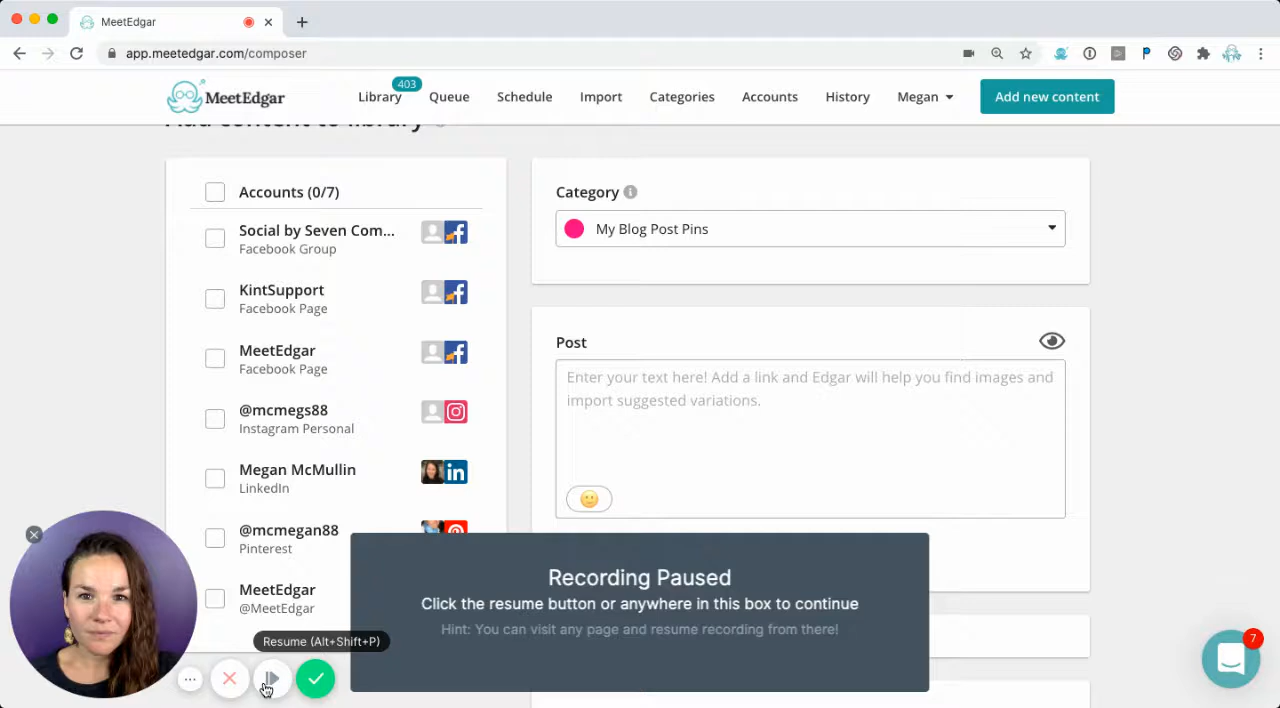 MeetEdgar
app.meetedgar.com/composer
MeetEdgar
Library
403
Queue
Schedule
Import
Categories
Accounts
History
Megan
Add new content
Add content to library
Accounts (0/7)
Social by Seven Com...
Facebook Group
KintSupport
Facebook Page
MeetEdgar
Facebook Page
@mcmegs88
Instagram Personal
Megan McMullin
LinkedIn
@mcmegan88
Pinterest
MeetEdgar
@MeetEdgar
Category
My Blog Post Pins
Post
Enter your text here! Add a link and Edgar will help you find images and
import suggested variations.
Recording Paused
Click the resume button or anywhere in this box to continue
Hint: You can visit any page and resume recording from there!
Resume (Alt+Shift+P)
7